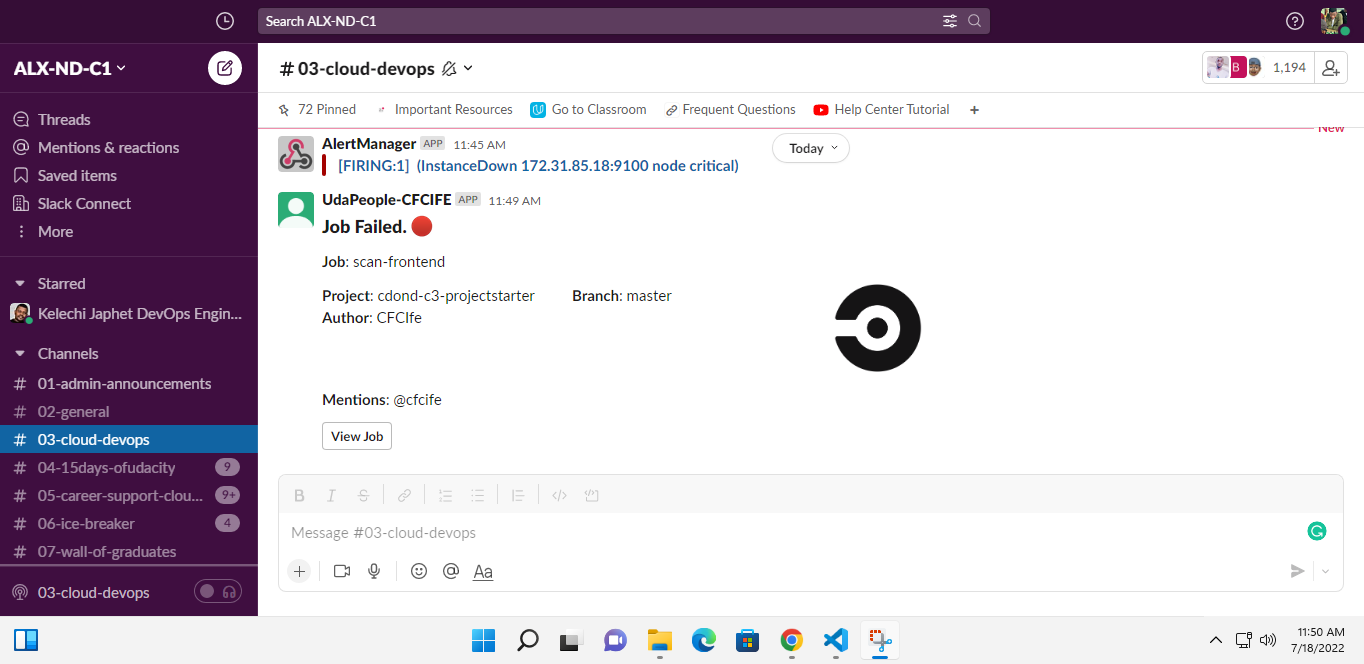 Search ALX-ND-C1
ALX-ND-C1
Threads
Mentions & reactions
Saved items
Slack Connect
More
Starred
Kelechi Japhet DevOps Engin...
Channels
# 01-admin-announcements
# 02-general
# 03-cloud-devops
# 04-15days-ofudacity 9
# 05-career-support-clou... 9+
# 06-ice-breaker 4
# 07-wall-of-graduates
03-cloud-devops
# 03-cloud-devops
B 1,194
72 Pinned Important Resources Go to Classroom Frequent Questions Help Center Tutorial +
New
Today
AlertManager APP 11:45 AM
[FIRING:1] (InstanceDown 172.31.85.18:9100 node critical)
UdaPeople-CFCIFE APP 11:49 AM
Job Failed.
Job: scan-frontend
Project: cdond-c3-projectstarter Branch: master
Author: CFCIfe
Mentions: @cfcife
View Job
B I S
Message #03-cloud-devops
Aa
11:50 AM
7/18/2022